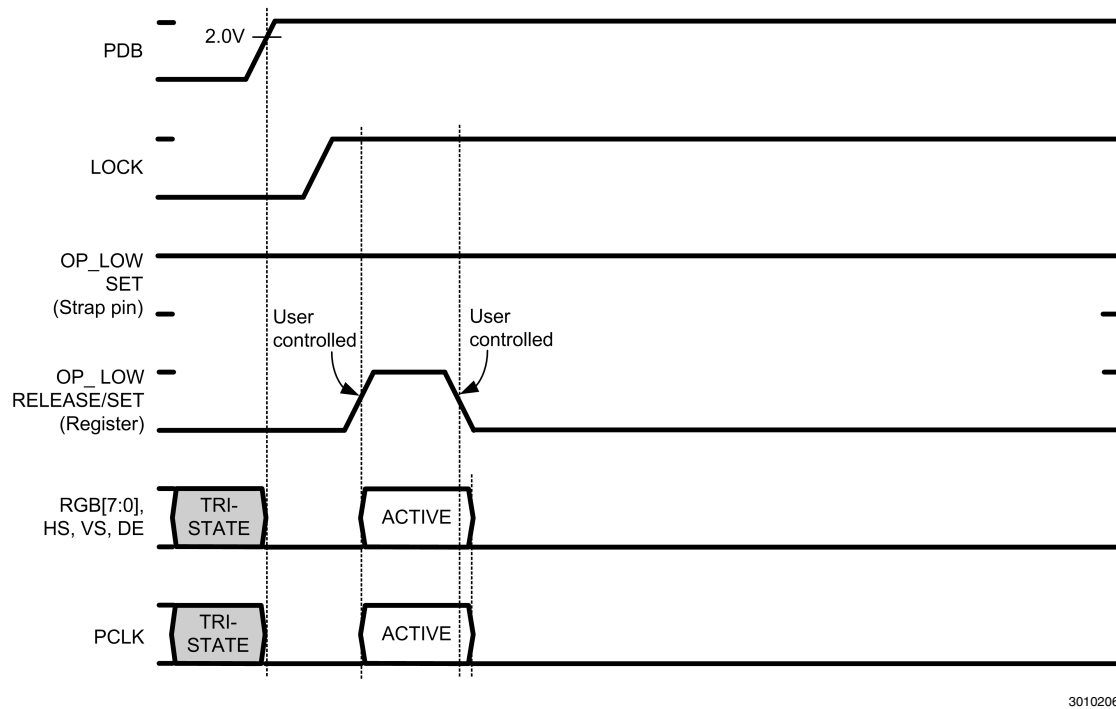 PDB
2.0V
LOCK
OP_LOW
SET
(Strap pin)
User
controlled
User
controlled
OP_ LOW
RELEASE/SET
(Register)
RGB[7:0],
HS, VS, DE
TRI-
STATE
ACTIVE
PCLK
TRI-
STATE
ACTIVE
3010206